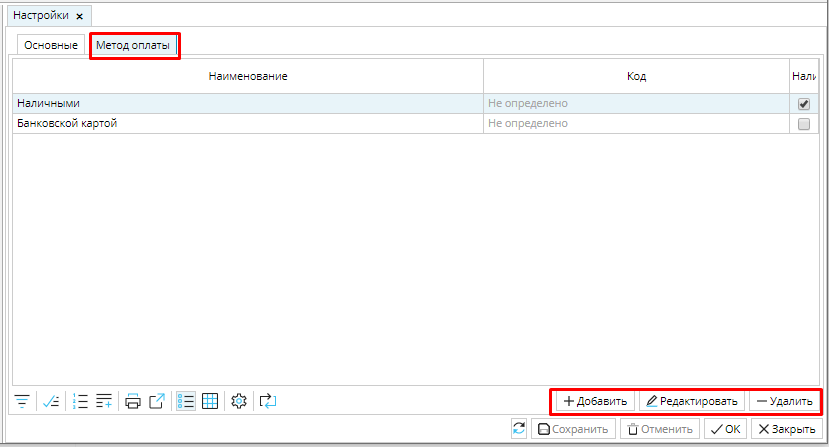 Настройки
Основные Метод оплаты
Наименование Код Нали
Наличными Не определено
Банковской картой Не определено
Добавить Редактировать Удалить
Сохранить Отменить ОК Закрыть